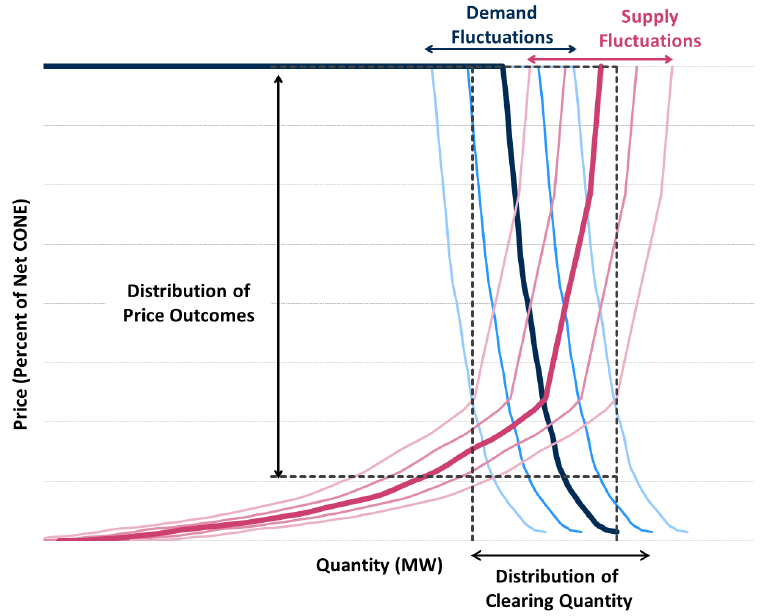 Demand
Fluctuations
Supply
Fluctuations
Price (Percent of Net CONE)
Distribution of
Price Outcomes
Quantity (MW)
Distribution of
Clearing Quantity